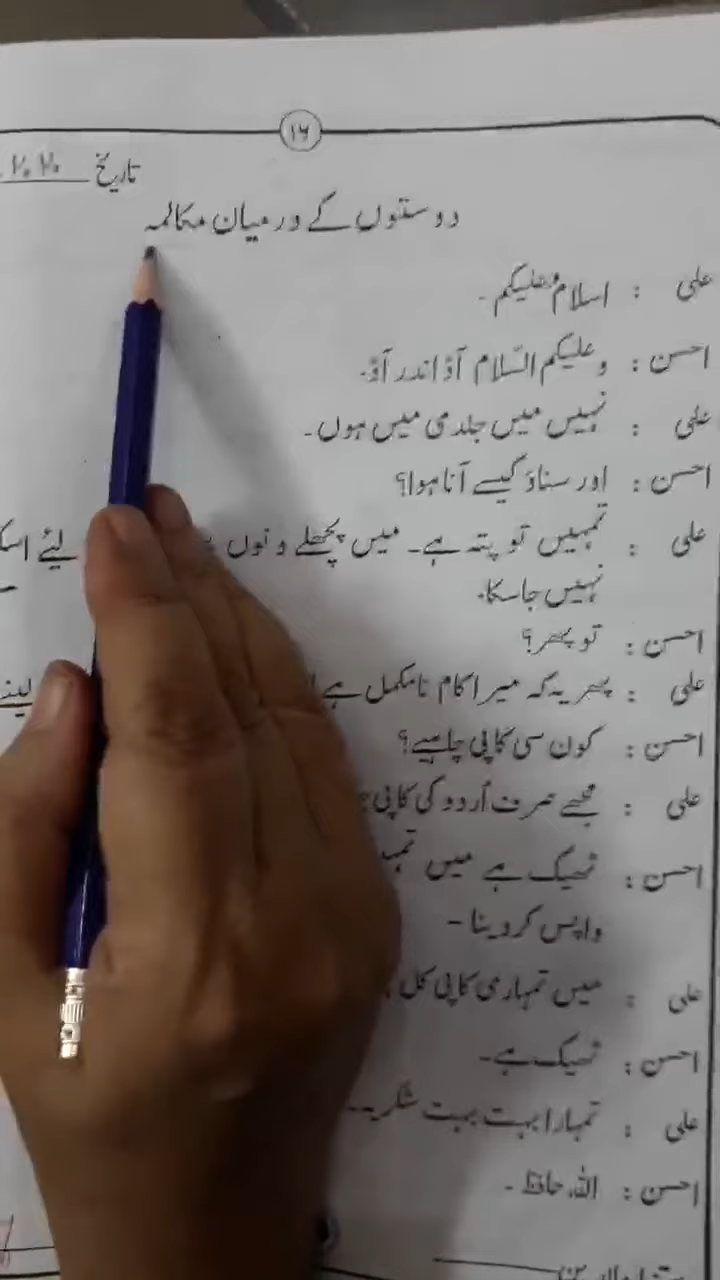 ۱۶
تاریخ
دوستوں کے درمیان مکالمہ
علی : اسلام وعلیکم ۔
احسن : وعلیکم السّلام آؤ اندر آؤ۔
علی : نہیں میں جلدی میں ہوں۔
احسن : اور سناؤ کیسے آنا ہوا؟
علی : تمہیں تو پتہ ہے۔ میں پچھلے دنوں لئے
نہیں جاسکا۔
احسن : تو پھر؟
علی : پھر یہ کہ میرا کام نامکمل ہے لینے
احسن : کون سی کاپی چاہیے؟
علی : مجھے صرف اُردو کی کاپی
احسن : ٹھیک ہے میں
واپس کردینا -
علی : میں تمہاری کاپی کل
احسن : ٹھیک ہے۔
علی : تمہارا بہت بہت شکریہ۔
احسن : اللہ حافظ ۔